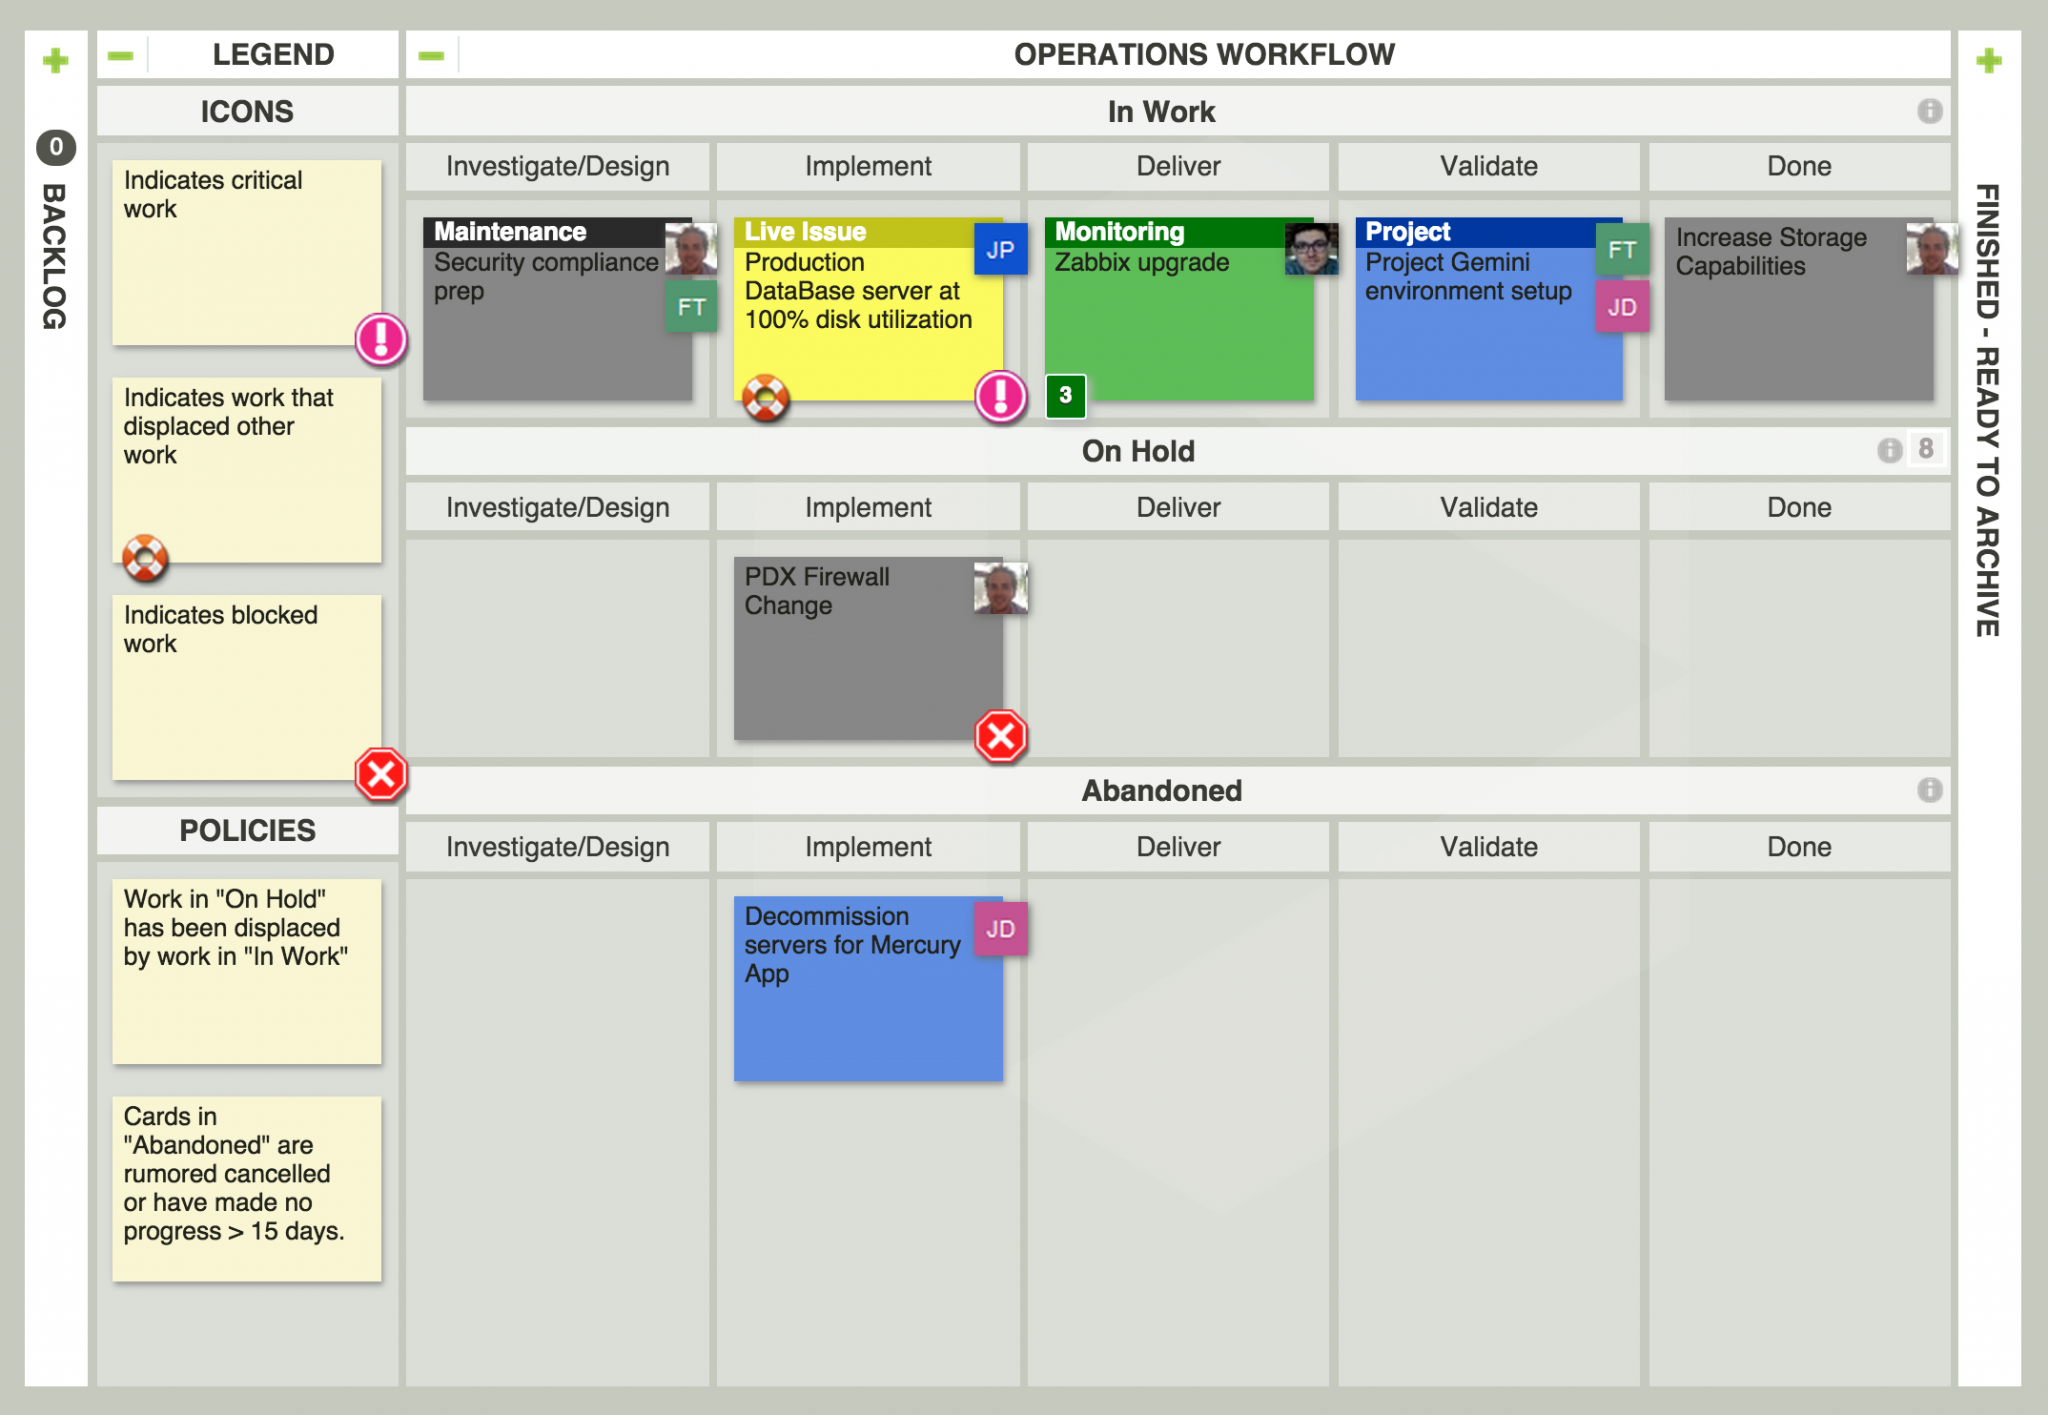 LEGEND
OPERATIONS WORKFLOW
0
BACKLOG
ICONS
Indicates critical
work
Indicates work that
displaced other
work
Indicates blocked
work
POLICIES
Work in "On Hold"
has been displaced
by work in "In Work"
Cards in
"Abandoned" are
rumored cancelled
or have made no
progress > 15 days.
In Work
Investigate/Design
Implement
Deliver
Validate
Done
Maintenance
Security compliance
prep
FT
Live Issue
Production
DataBase server at
100% disk utilization
JP
Monitoring
Zabbix upgrade
3
Project
Project Gemini
environment setup
FT
JD
Increase Storage
Capabilities
On Hold
8
Investigate/Design
Implement
Deliver
Validate
Done
PDX Firewall
Change
Abandoned
Investigate/Design
Implement
Deliver
Validate
Done
Decommission
servers for Mercury
App
JD
FINISHED - READY TO ARCHIVE